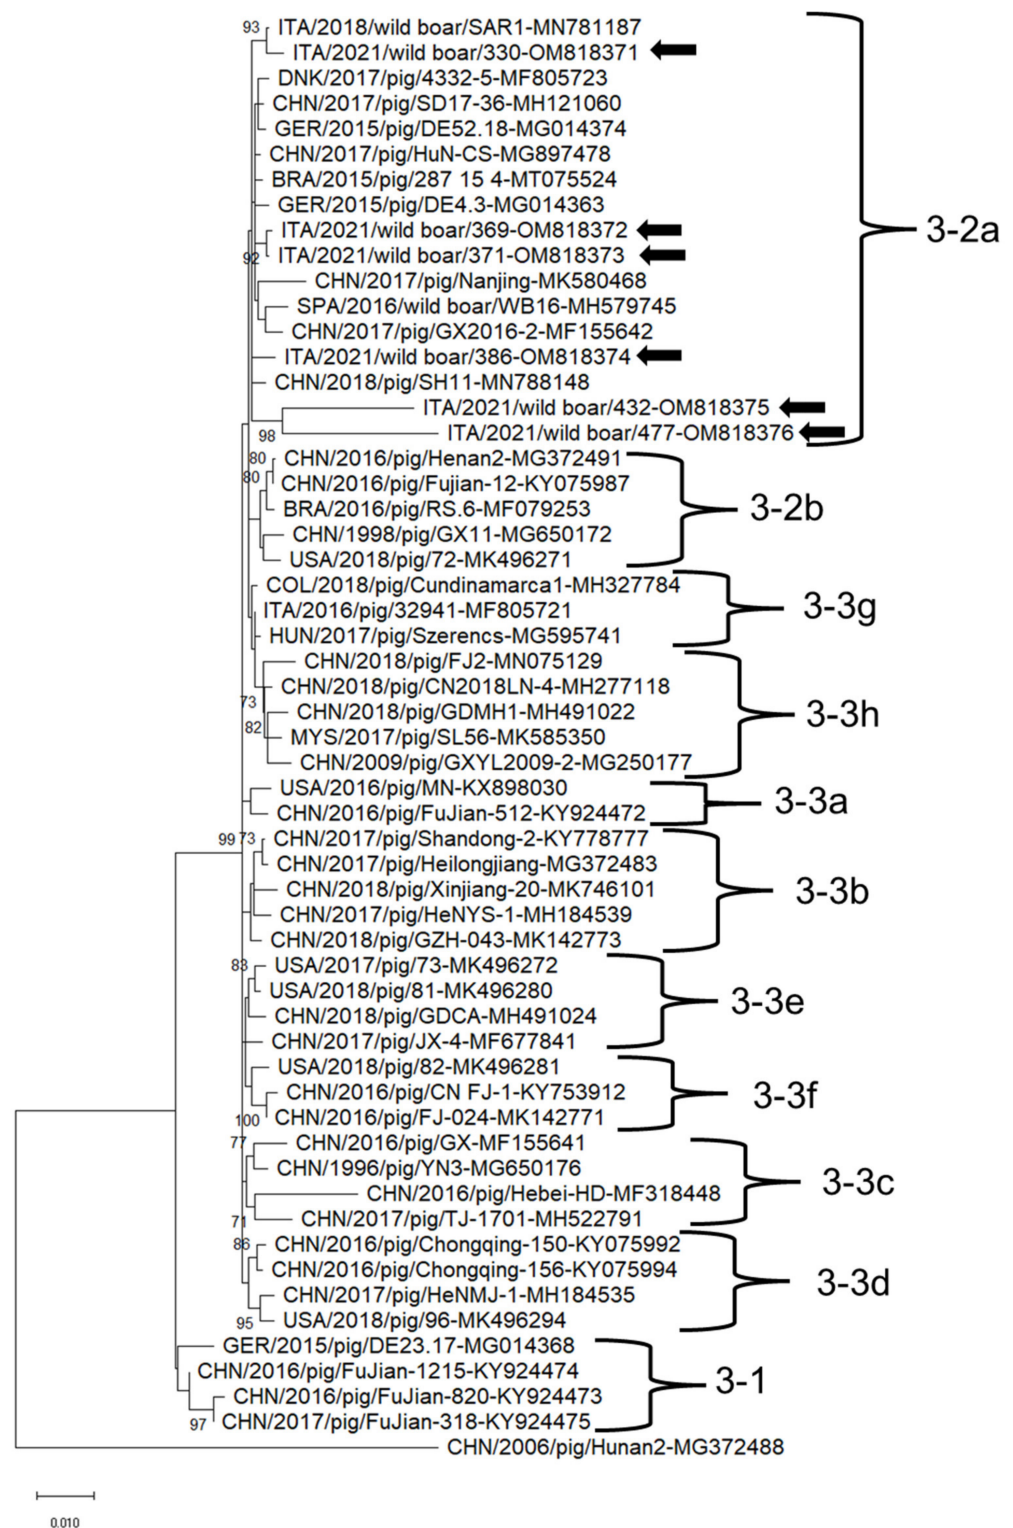 93
ITA/2018/wild boar/SAR1-MN781187
ITA/2021/wild boar/330-OM818371
DNK/2017/pig/4332-5-MF805723
CHN/2017/pig/SD17-36-MH121060
GER/2015/pig/DE52.18-MG014374
CHN/2017/pig/HuN-CS-MG897478
BRA/2015/pig/287 15 4-MT075524
GER/2015/pig/DE4.3-MG014363
ITA/2021/wild boar/369-OM818372
3-2a
ITA/2021/wild boar/371-OM818373
92
CHN/2017/pig/Nanjing-MK580468
SPA/2016/wild boar/WB16-MH579745
CHN/2017/pig/GX2016-2-MF155642
ITA/2021/wild boar/386-OM818374
CHN/2018/pig/SH11-MN788148
ITA/2021/wild boar/432-OM818375
98
ITA/2021/wild boar/477-OM818376
80
CHN/2016/pig/Henan2-MG372491
80
CHN/2016/pig/Fujian-12-KY075987
BRA/2016/pig/RS.6-MF079253
3-2b
CHN/1998/pig/GX11-MG650172
USA/2018/pig/72-MK496271
COL/2018/pig/Cundinamarca1-MH327784
ITA/2016/pig/32941-MF805721
3-3g
HUN/2017/pig/Szerencs-MG595741
CHN/2018/pig/FJ2-MN075129
CHN/2018/pig/CN2018LN-4-MH277118
73
CHN/2018/pig/GDMH1-MH491022
3-3h
82
MYS/2017/pig/SL56-MK585350
CHN/2009/pig/GXYL2009-2-MG250177
USA/2016/pig/MN-KX898030
3-3a
CHN/2016/pig/FuJian-512-KY924472
99
73
CHN/2017/pig/Shandong-2-KY778777
CHN/2017/pig/Heilongjiang-MG372483
CHN/2018/pig/Xinjiang-20-MK746101
3-3b
CHN/2017/pig/HeNYS-1-MH184539
CHN/2018/pig/GZH-043-MK142773
83
USA/2017/pig/73-MK496272
USA/2018/pig/81-MK496280
3-3e
CHN/2018/pig/GDCA-MH491024
CHN/2017/pig/JX-4-MF677841
USA/2018/pig/82-MK496281
CHN/2016/pig/CN FJ-1-KY753912
3-3f
100
CHN/2016/pig/FJ-024-MK142771
77
CHN/2016/pig/GX-MF155641
CHN/1996/pig/YN3-MG650176
3-3c
CHN/2016/pig/Hebei-HD-MF318448
71
CHN/2017/pig/TJ-1701-MH522791
86
CHN/2016/pig/Chongqing-150-KY075992
CHN/2016/pig/Chongqing-156-KY075994
3-3d
CHN/2017/pig/HeNMJ-1-MH184535
95
USA/2018/pig/96-MK496294
GER/2015/pig/DE23.17-MG014368
CHN/2016/pig/FuJian-1215-KY924474
3-1
CHN/2016/pig/FuJian-820-KY924473
97
CHN/2017/pig/FuJian-318-KY924475
CHN/2006/pig/Hunan2-MG372488
0.010